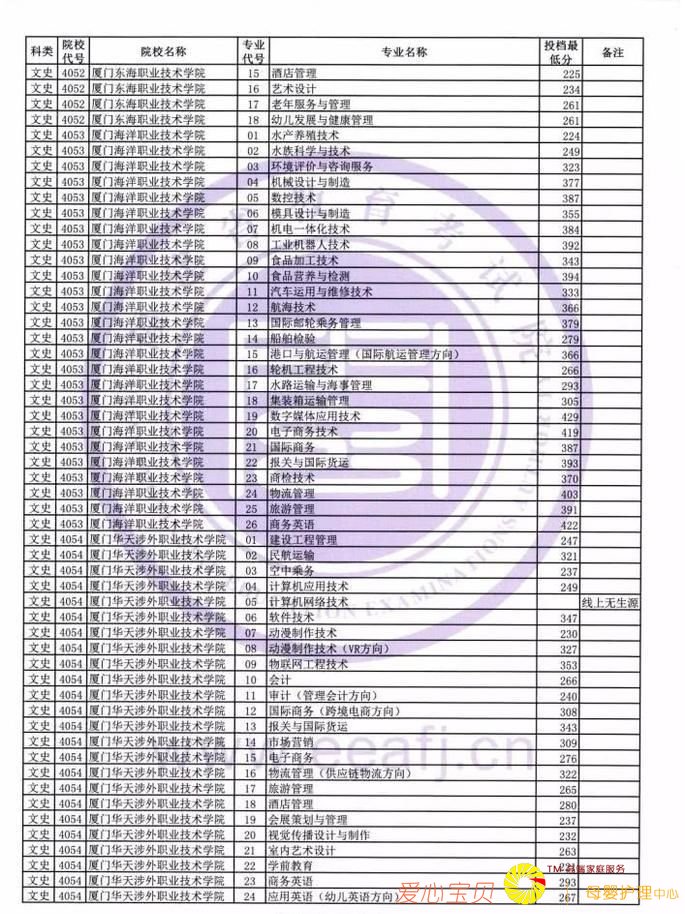 科类 院校代号 院校名称 专业代号 专业名称 投档最低分 备注
文史 4052 厦门东海职业技术学院 15 酒店管理 225
文史 4052 厦门东海职业技术学院 16 艺术设计 234
文史 4052 厦门东海职业技术学院 17 老年服务与管理 261
文史 4052 厦门东海职业技术学院 18 幼儿发展与健康管理 261
文史 4053 厦门海洋职业技术学院 01 水产养殖技术 224
文史 4053 厦门海洋职业技术学院 02 水族科学与技术 249
文史 4053 厦门海洋职业技术学院 03 环境评价与咨询服务 323
文史 4053 厦门海洋职业技术学院 04 机械设计与制造 377
文史 4053 厦门海洋职业技术学院 05 数控技术 387
文史 4053 厦门海洋职业技术学院 06 模具设计与制造 355
文史 4053 厦门海洋职业技术学院 07 机电一体化技术 384
文史 4053 厦门海洋职业技术学院 08 工业机器人技术 392
文史 4053 厦门海洋职业技术学院 09 食品加工技术 343
文史 4053 厦门海洋职业技术学院 10 食品营养与检测 394
文史 4053 厦门海洋职业技术学院 11 汽车运用与维修技术 333
文史 4053 厦门海洋职业技术学院 12 航海技术 366
文史 4053 厦门海洋职业技术学院 13 国际邮轮乘务管理 379
文史 4053 厦门海洋职业技术学院 14 船舶检验 279
文史 4053 厦门海洋职业技术学院 15 港口与航运管理（国际航运管理方向） 366
文史 4053 厦门海洋职业技术学院 16 轮机工程技术 266
文史 4053 厦门海洋职业技术学院 17 水路运输与海事管理 293
文史 4053 厦门海洋职业技术学院 18 集装箱运输管理 305
文史 4053 厦门海洋职业技术学院 19 数字媒体应用技术 429
文史 4053 厦门海洋职业技术学院 20 电子商务技术 419
文史 4053 厦门海洋职业技术学院 21 国际商务 387
文史 4053 厦门海洋职业技术学院 22 报关与国际货运 393
文史 4053 厦门海洋职业技术学院 23 商检技术 370
文史 4053 厦门海洋职业技术学院 24 物流管理 403
文史 4053 厦门海洋职业技术学院 25 旅游管理 391
文史 4053 厦门海洋职业技术学院 26 商务英语 422
文史 4054 厦门华天涉外职业技术学院 01 建设工程管理 247
文史 4054 厦门华天涉外职业技术学院 02 民航运输 321
文史 4054 厦门华天涉外职业技术学院 03 空中乘务 237
文史 4054 厦门华天涉外职业技术学院 04 计算机应用技术 249
文史 4054 厦门华天涉外职业技术学院 05 计算机网络技术 线上无生源
文史 4054 厦门华天涉外职业技术学院 06 软件技术 347
文史 4054 厦门华天涉外职业技术学院 07 动漫制作技术 230
文史 4054 厦门华天涉外职业技术学院 08 动漫制作技术（VR方向） 327
文史 4054 厦门华天涉外职业技术学院 09 物联网工程技术 353
文史 4054 厦门华天涉外职业技术学院 10 会计 266
文史 4054 厦门华天涉外职业技术学院 11 审计（管理会计方向） 240
文史 4054 厦门华天涉外职业技术学院 12 国际商务（跨境电商方向） 308
文史 4054 厦门华天涉外职业技术学院 13 报关与国际货运 343
文史 4054 厦门华天涉外职业技术学院 14 市场营销 309
文史 4054 厦门华天涉外职业技术学院 15 电子商务 276
文史 4054 厦门华天涉外职业技术学院 16 物流管理（供应链物流方向） 322
文史 4054 厦门华天涉外职业技术学院 17 旅游管理 265
文史 4054 厦门华天涉外职业技术学院 18 酒店管理 280
文史 4054 厦门华天涉外职业技术学院 19 会展策划与管理 237
文史 4054 厦门华天涉外职业技术学院 20 视觉传播设计与制作 232
文史 4054 厦门华天涉外职业技术学院 21 室内艺术设计 263
文史 4054 厦门华天涉外职业技术学院 22 学前教育
文史 4054 厦门华天涉外职业技术学院 23 商务英语 293
文史 4054 厦门华天涉外职业技术学院 24 应用英语（幼儿英语方向） 267
爱心宝贝
TM 家庭服务
母婴护理中心